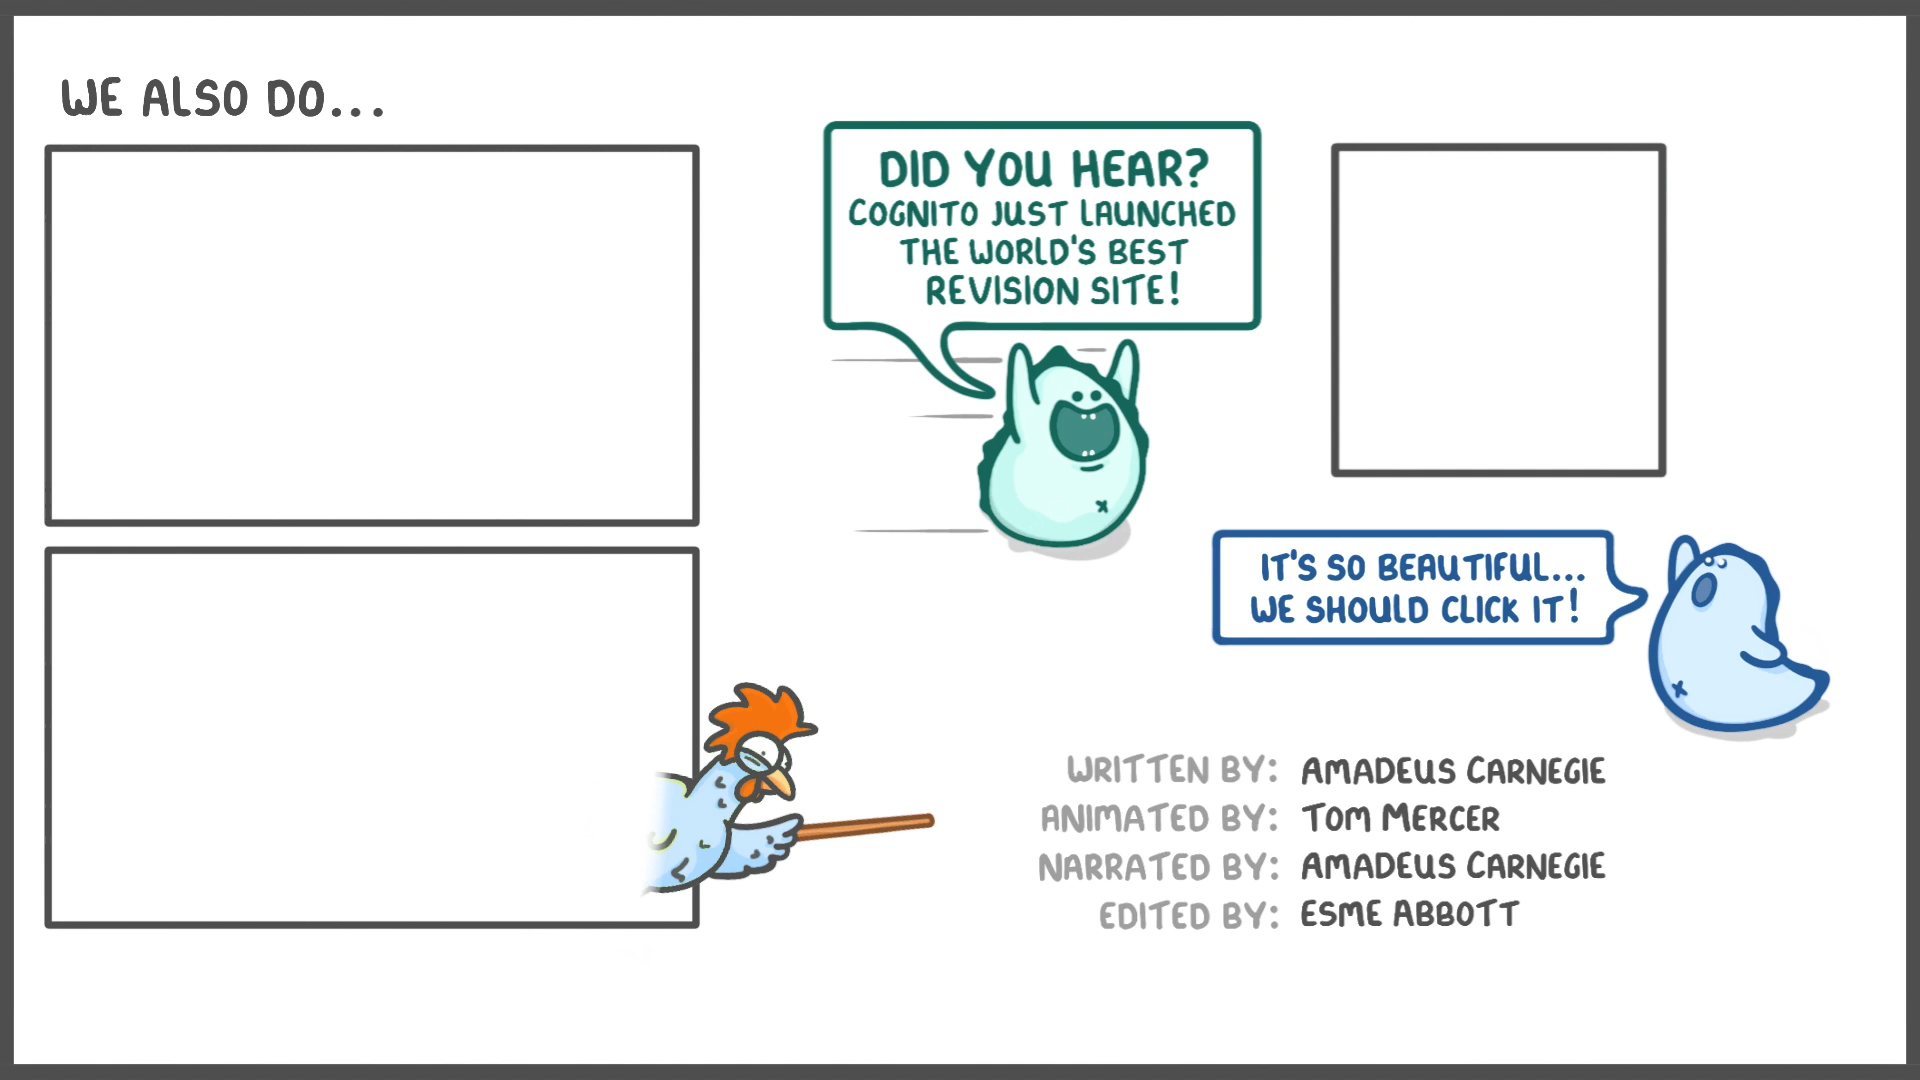 WE ALSO DO...
DID YOU HEAR?
COGNITO JUST LAUNCHED
THE WORLD'S BEST
REVISION SITE!
IT'S SO BEAUTIFUL...
WE SHOULD CLICK IT!
WRITTEN BY: AMADEUS CARNEGIE
ANIMATED BY: TOM MERCER
NARRATED BY: AMADEUS CARNEGIE
EDITED BY: ESME ABBOTT